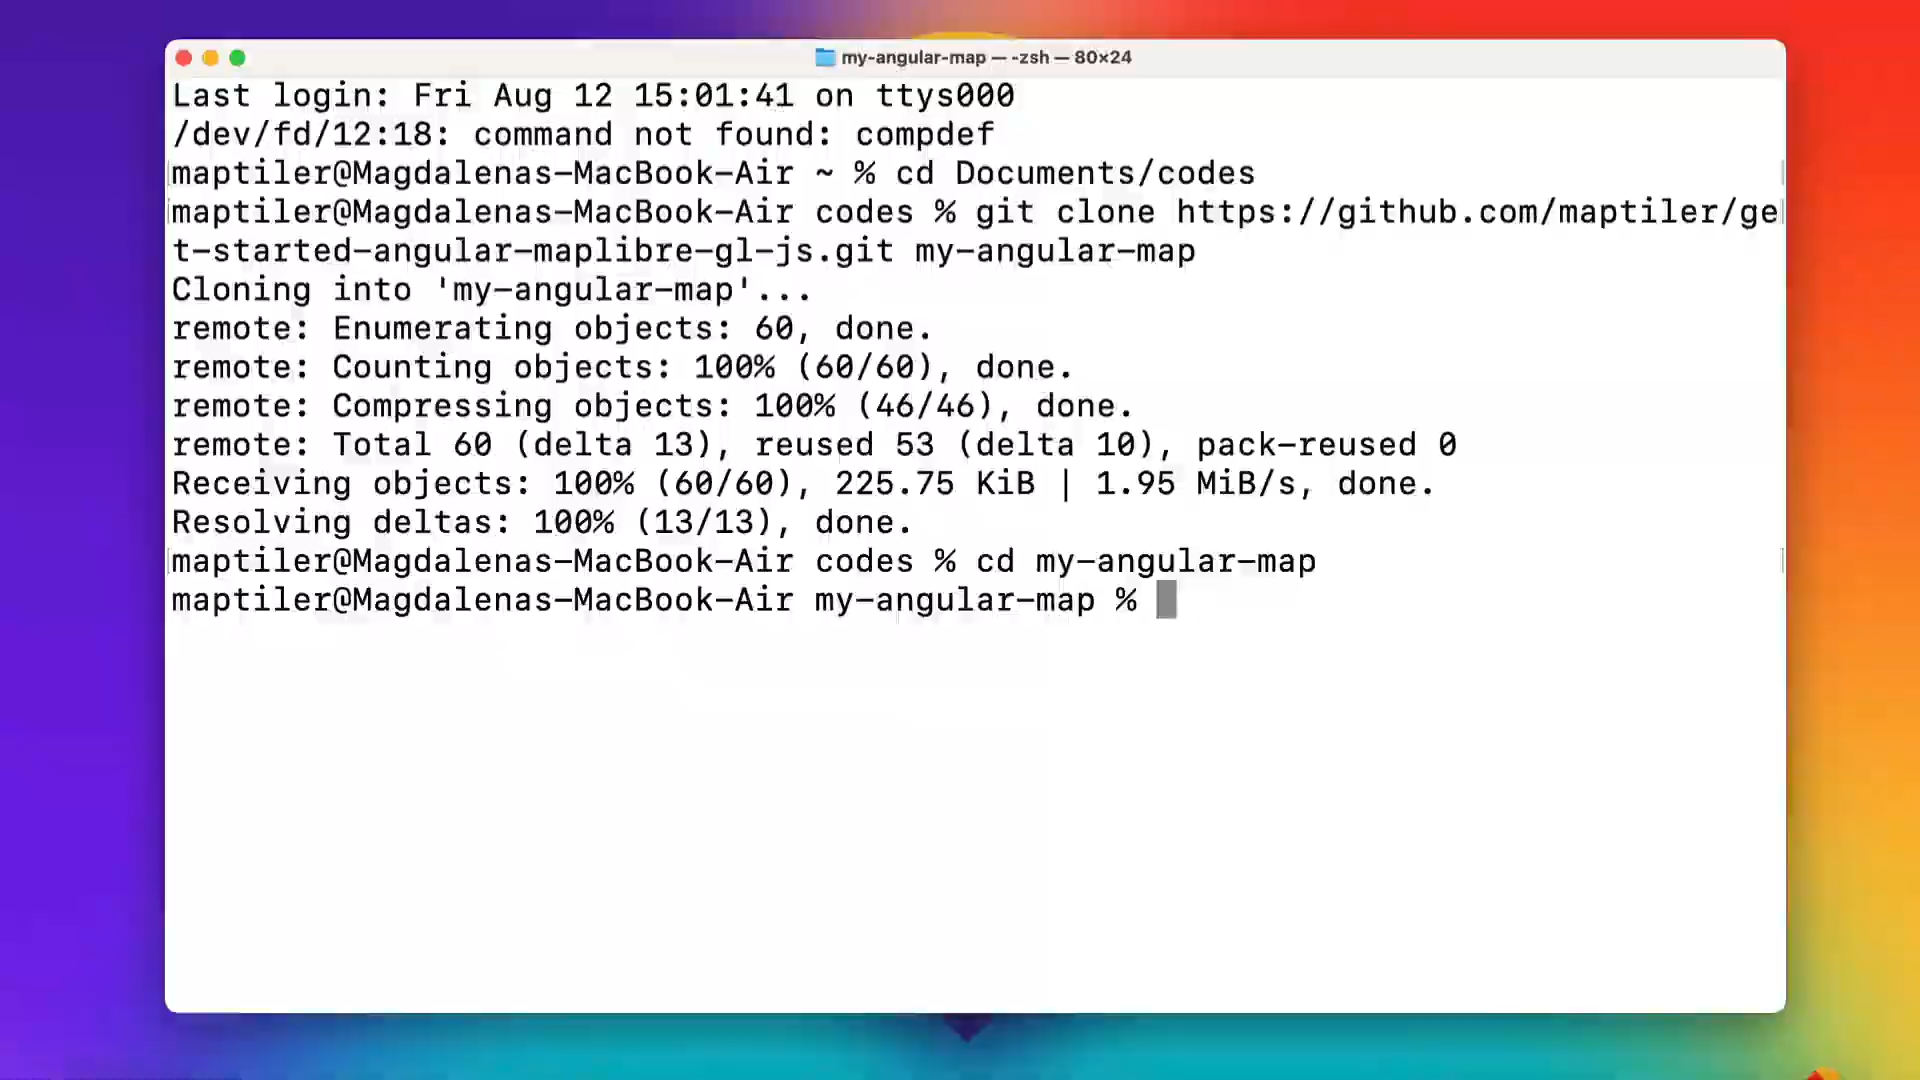 my-angular-map — -zsh — 80×24
Last login: Fri Aug 12 15:01:41 on ttys000
/dev/fd/12:18: command not found: compdef
maptiler@Magdalenas-MacBook-Air ~ % cd Documents/codes
maptiler@Magdalenas-MacBook-Air codes % git clone https://github.com/maptiler/ge
t-started-angular-maplibre-gl-js.git my-angular-map
Cloning into 'my-angular-map'...
remote: Enumerating objects: 60, done.
remote: Counting objects: 100% (60/60), done.
remote: Compressing objects: 100% (46/46), done.
remote: Total 60 (delta 13), reused 53 (delta 10), pack-reused 0
Receiving objects: 100% (60/60), 225.75 KiB | 1.95 MiB/s, done.
Resolving deltas: 100% (13/13), done.
maptiler@Magdalenas-MacBook-Air codes % cd my-angular-map
maptiler@Magdalenas-MacBook-Air my-angular-map %